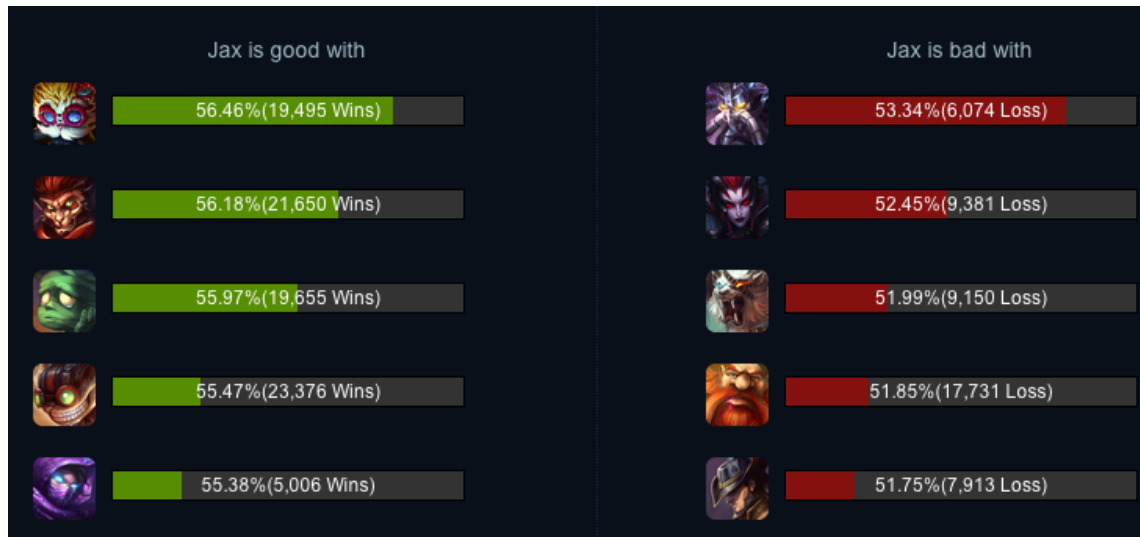 Jax is good with
56.46%(19,495 Wins)
56.18%(21,650 Wins)
55.97%(19,655 Wins)
55.47%(23,376 Wins)
55.38%(5,006 Wins)
Jax is bad with
53.34%(6,074 Loss)
52.45%(9,381 Loss)
51.99%(9,150 Loss)
51.85%(17,731 Loss)
51.75%(7,913 Loss)